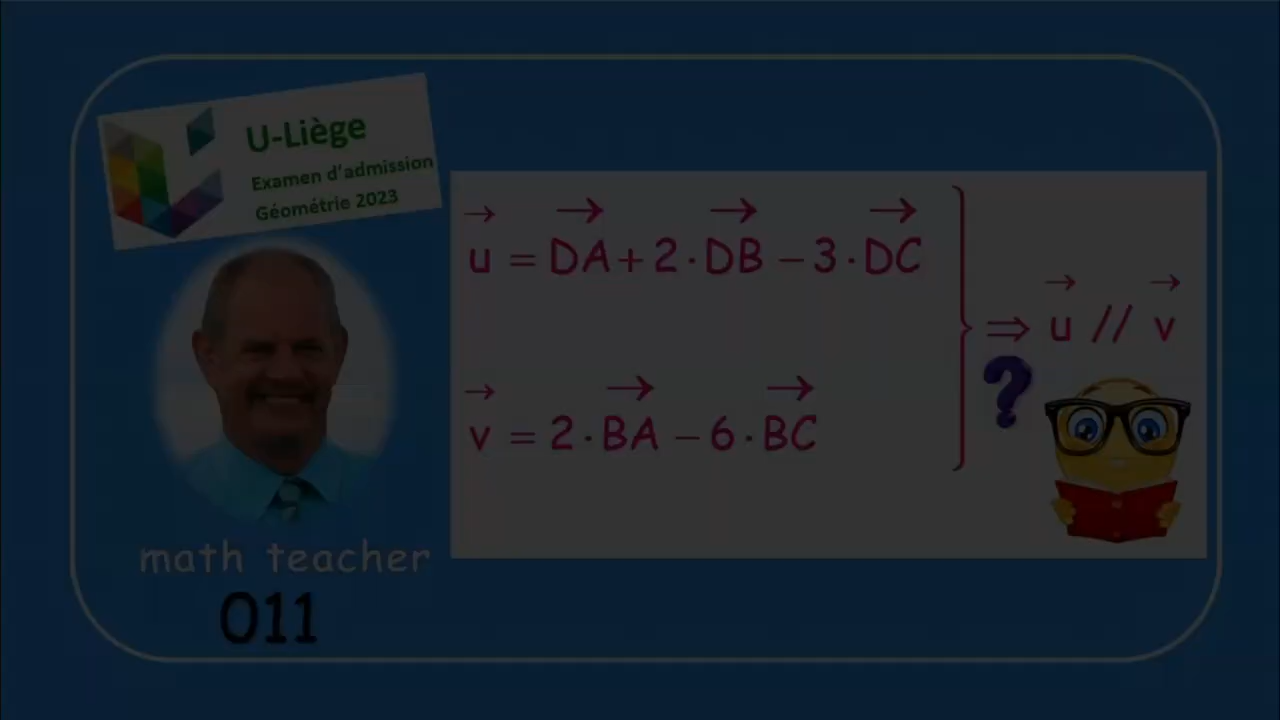 U-Liège
Examen d'admission
Géométrie 2023
u⃗ = DA⃗ + 2 · DB⃗ − 3 · DC⃗
v⃗ = 2 · BA⃗ − 6 · BC⃗
⇒ u⃗ // v⃗
?
math teacher
011